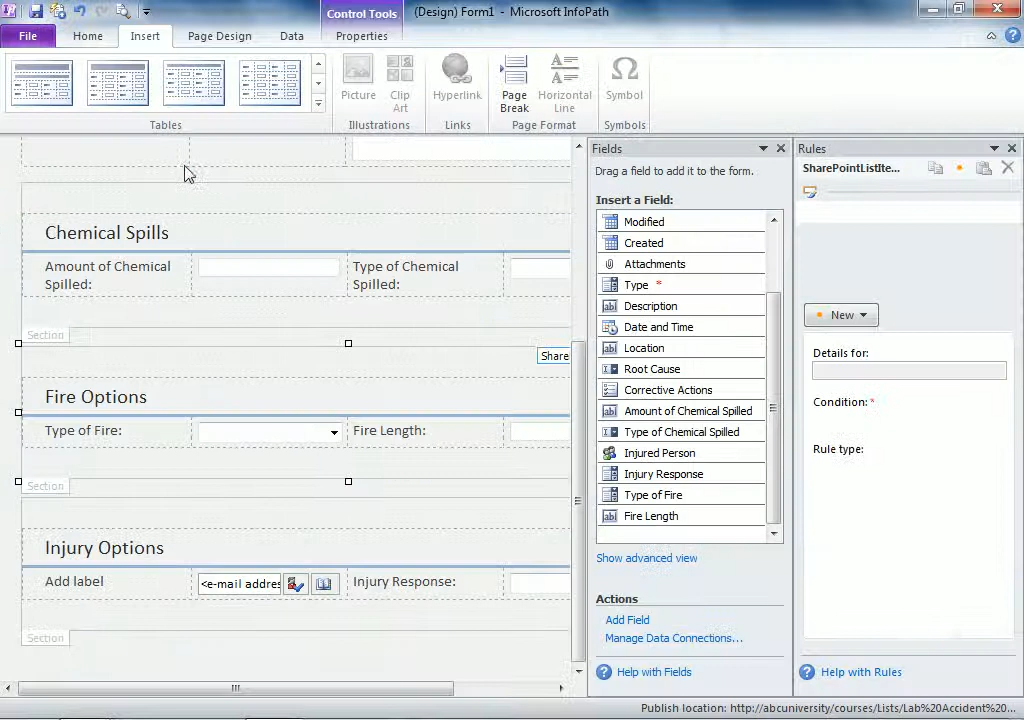 Control Tools
(Design) Form1 - Microsoft InfoPath
File
Home
Insert
Page Design
Data
Properties
Picture
Clip
Art
Hyperlink
Page
Break
Horizontal
Line
Symbol
Tables
Illustrations
Links
Page Format
Symbols
Chemical Spills
Amount of Chemical
Spilled:
Type of Chemical
Spilled:
Section
Share
Fire Options
Type of Fire:
Fire Length:
Section
Injury Options
Add label
<e-mail addres
Injury Response:
Section
Fields
Drag a field to add it to the form.
Insert a Field:
Modified
Created
Attachments
Type *
Description
Date and Time
Location
Root Cause
Corrective Actions
Amount of Chemical Spilled
Type of Chemical Spilled
Injured Person
Injury Response
Type of Fire
Fire Length
Show advanced view
Actions
Add Field
Manage Data Connections...
Help with Fields
Rules
SharePointListIte...
New
Details for:
Condition: *
Rule type:
Help with Rules
Publish location: http://abcuniversity/courses/Lists/Lab%20Accident%20...